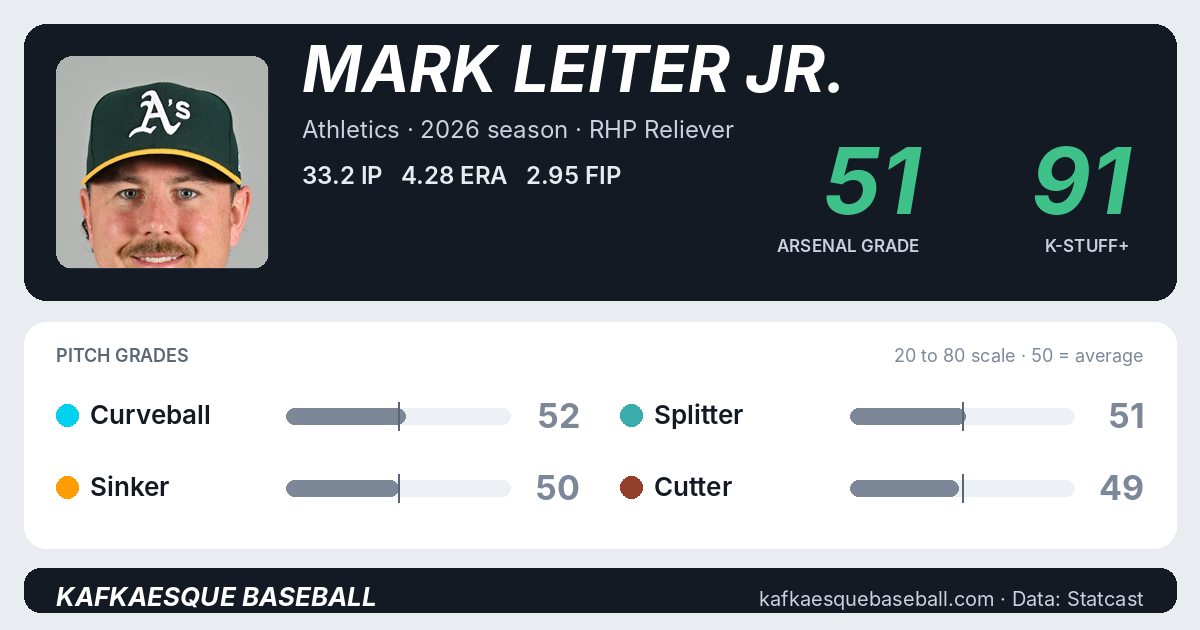 MARK LEITER JR.
Athletics · 2026 season · RHP Reliever
33.2 IP 4.28 ERA 2.95 FIP
A's
51
ARSENAL GRADE
91
K-STUFF+
PITCH GRADES
20 to 80 scale · 50 = average
Curveball 52
Splitter 51
Sinker 50
Cutter 49
KAFKAESQUE BASEBALL
kafkaesquebaseball.com · Data: Statcast